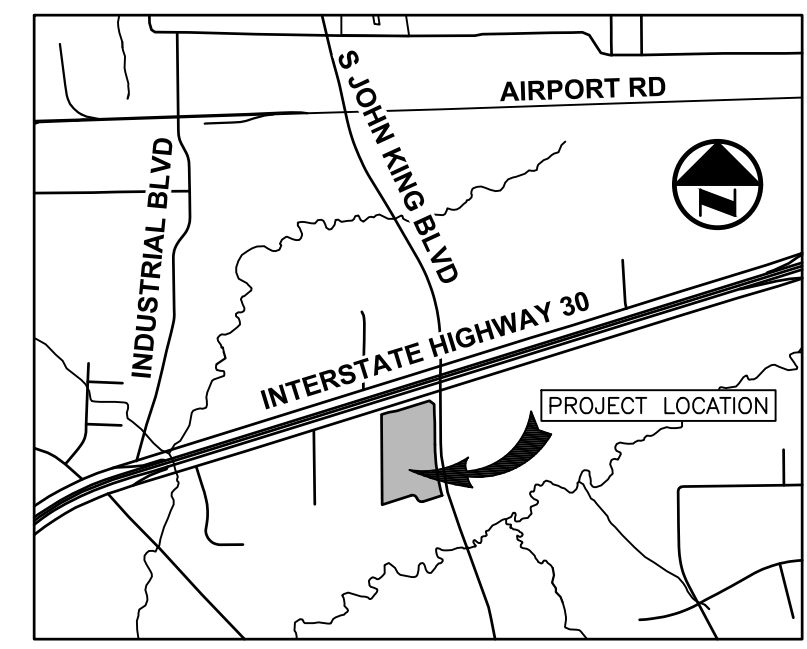 S JOHN KING BLVD
AIRPORT RD
INDUSTRIAL BLVD
N
INTERSTATE HIGHWAY 30
PROJECT LOCATION